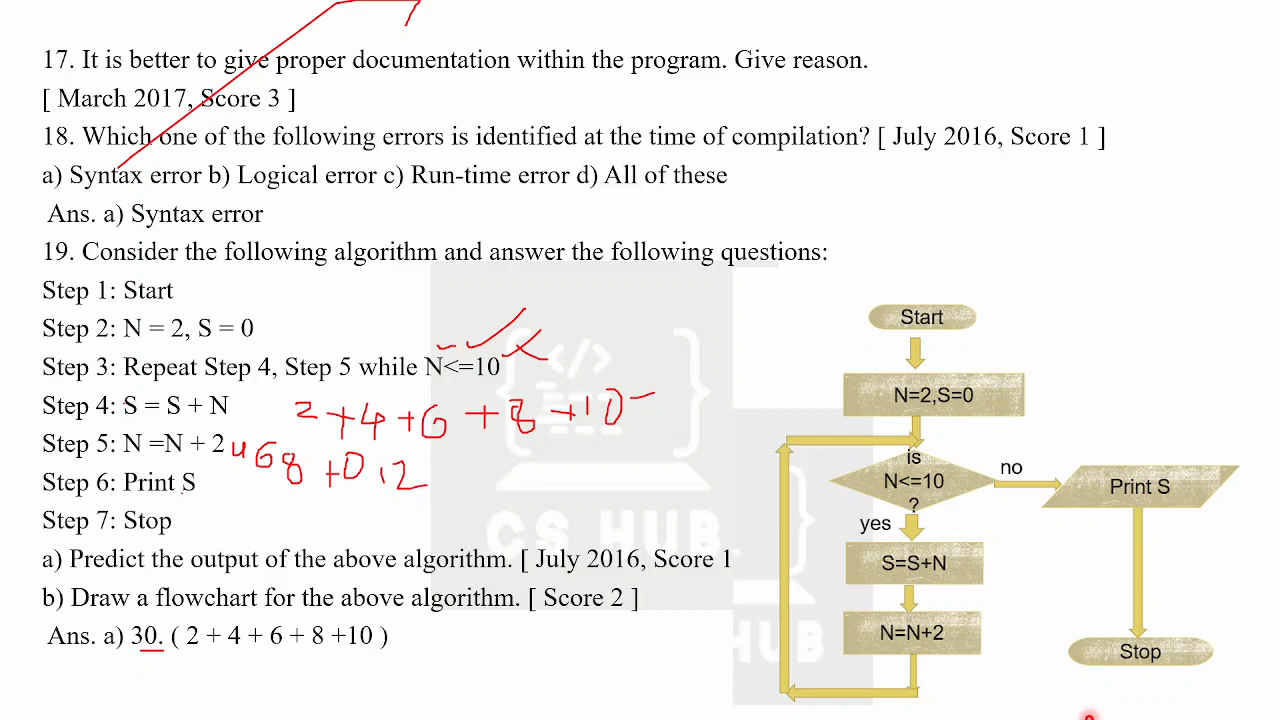 17. It is better to give proper documentation within the program. Give reason.
[ March 2017, Score 3 ]
18. Which one of the following errors is identified at the time of compilation? [ July 2016, Score 1 ]
a) Syntax error b) Logical error c) Run-time error d) All of these
Ans. a) Syntax error
19. Consider the following algorithm and answer the following questions:
Step 1: Start
Step 2: N = 2, S = 0
Step 3: Repeat Step 4, Step 5 while N<=10
Step 4: S = S + N
2 + 4 + 6 + 8 + 10
Step 5: N =N + 2
4 6 8 +0 12
Step 6: Print S
Step 7: Stop
a) Predict the output of the above algorithm. [ July 2016, Score 1
b) Draw a flowchart for the above algorithm. [ Score 2 ]
Ans. a) 30. ( 2 + 4 + 6 + 8 +10 )
Start
N=2,S=0
is
N<=10
?
no
Print S
yes
S=S+N
N=N+2
Stop
</>
CS HUB.
HUB